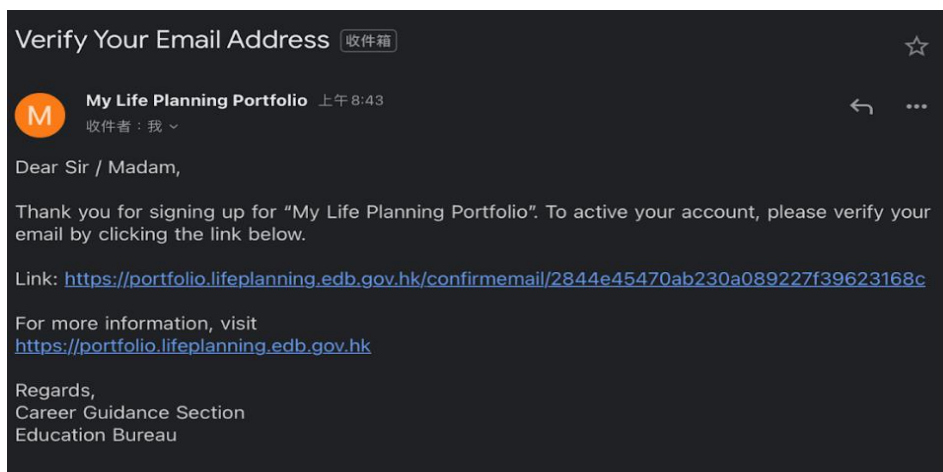 Verify Your Email Address 收件箱
My Life Planning Portfolio 上午 8:43
M
收件者：我
Dear Sir / Madam,
Thank you for signing up for “My Life Planning Portfolio”. To active your account, please verify your
email by clicking the link below.
Link: https://portfolio.lifeplanning.edb.gov.hk/confirmemail/2844e45470ab230a089227f39623168c
For more information, visit
https://portfolio.lifeplanning.edb.gov.hk
Regards,
Career Guidance Section
Education Bureau